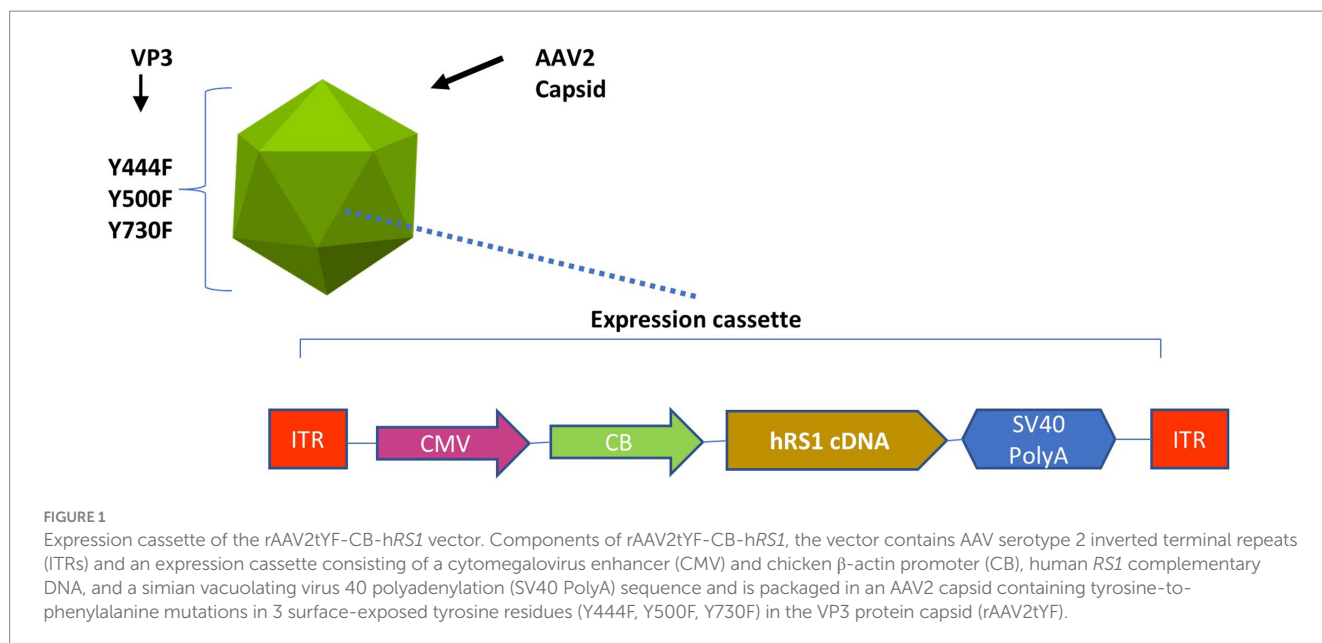 VP3
AAV2
Capsid
Y444F
Y500F
Y730F
Expression cassette
ITR
CMV
CB
hRS1 cDNA
SV40
PolyA
ITR
FIGURE 1
Expression cassette of the rAAV2tYF-CB-hRS1 vector. Components of rAAV2tYF-CB-hRS1, the vector contains AAV serotype 2 inverted terminal repeats
(ITRs) and an expression cassette consisting of a cytomegalovirus enhancer (CMV) and chicken β-actin promoter (CB), human RS1 complementary
DNA, and a simian vacuolating virus 40 polyadenylation (SV40 PolyA) sequence and is packaged in an AAV2 capsid containing tyrosine-to-
phenylalanine mutations in 3 surface-exposed tyrosine residues (Y444F, Y500F, Y730F) in the VP3 protein capsid (rAAV2tYF).